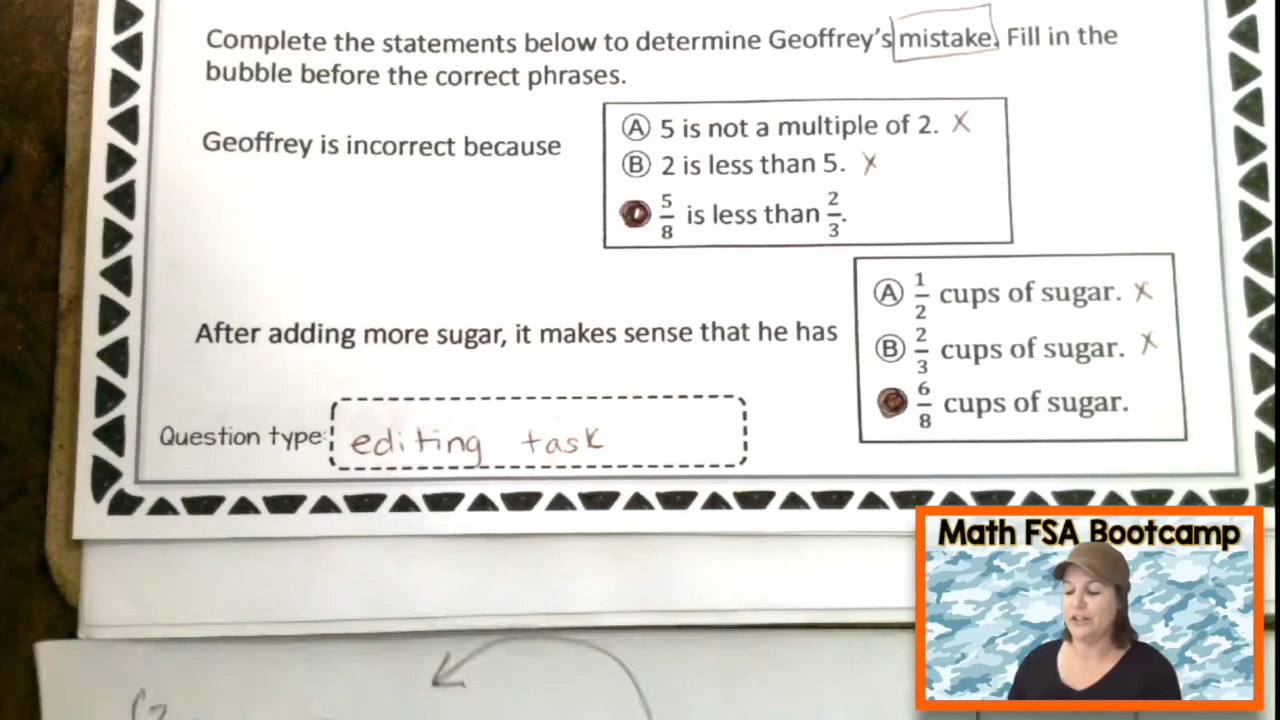 Complete the statements below to determine Geoffrey's mistake. Fill in the
bubble before the correct phrases.
Geoffrey is incorrect because
Ⓐ 5 is not a multiple of 2. X
Ⓑ 2 is less than 5. X
5/8 is less than 2/3.
After adding more sugar, it makes sense that he has
Ⓐ 1/2 cups of sugar. X
Ⓑ 2/3 cups of sugar. X
6/8 cups of sugar.
Question type: editing task
Math FSA Bootcamp